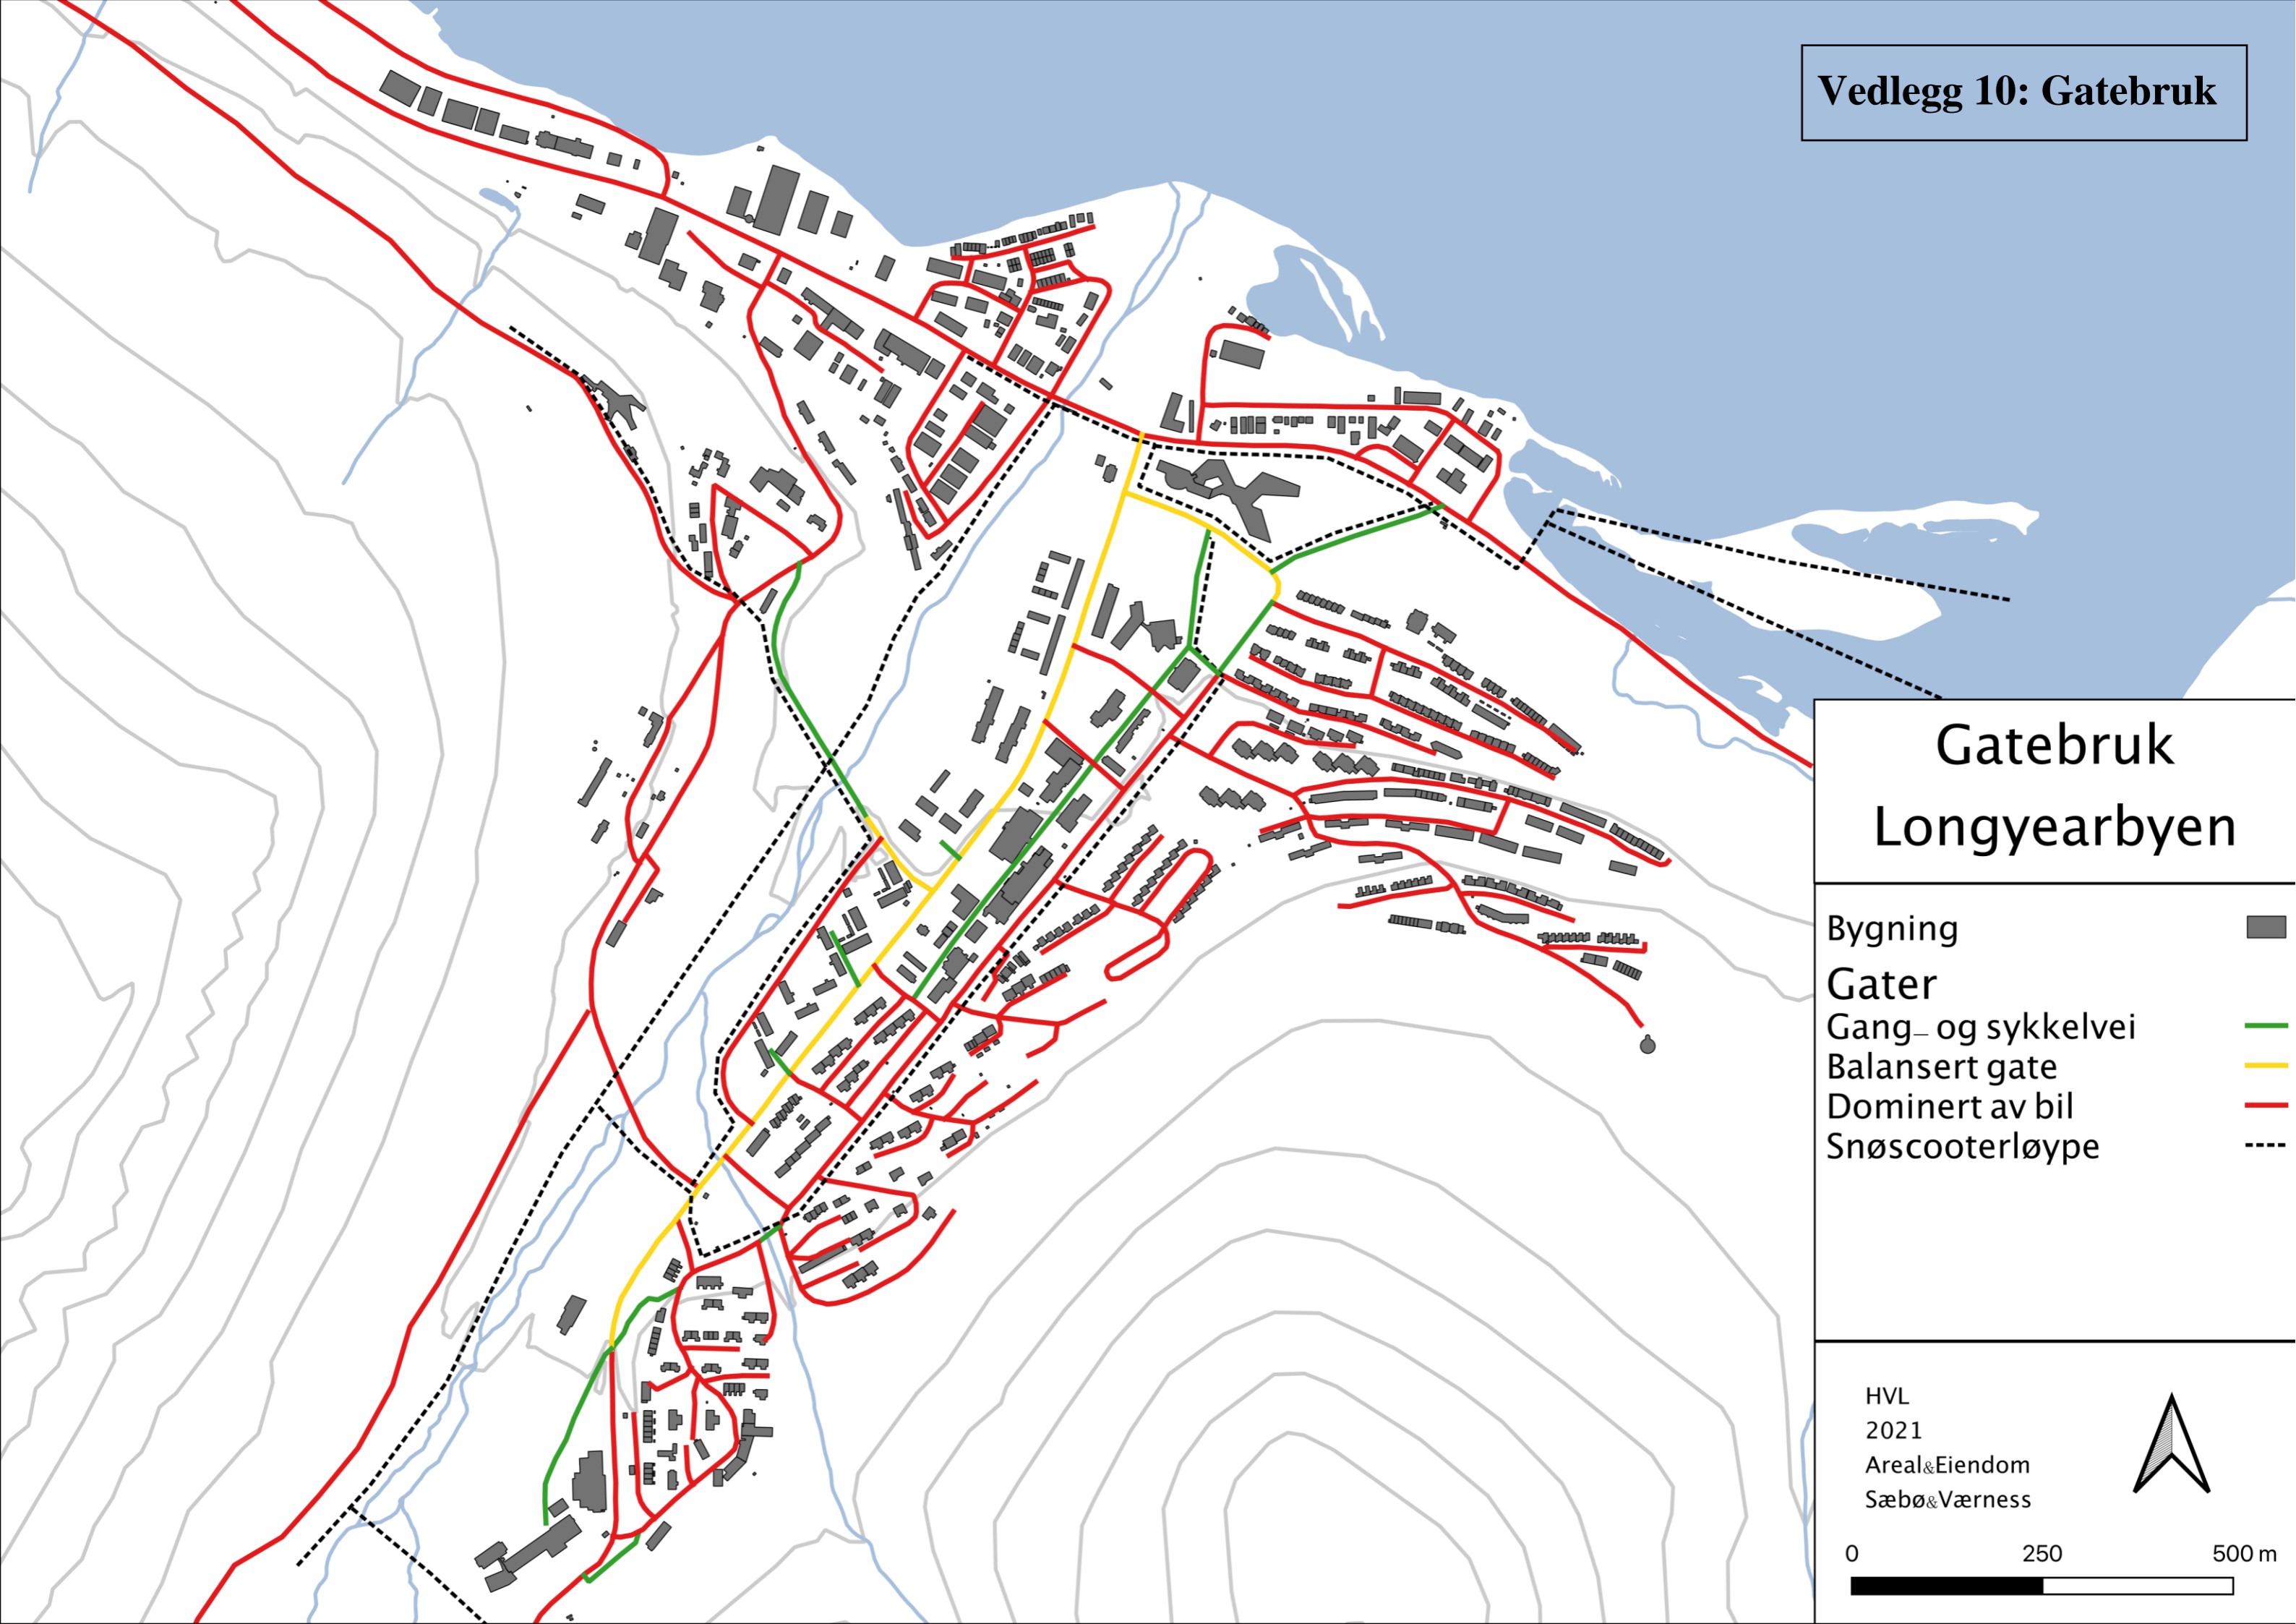 Vedlegg 10: Gatebruk
Gatebruk
Longyearbyen
Bygning
Gater
Gang- og sykkelvei
Balansert gate
Dominert av bil
Snøscooterløype
HVL
2021
Areal&Eiendom
Sæbø&Værness
0 250 500 m